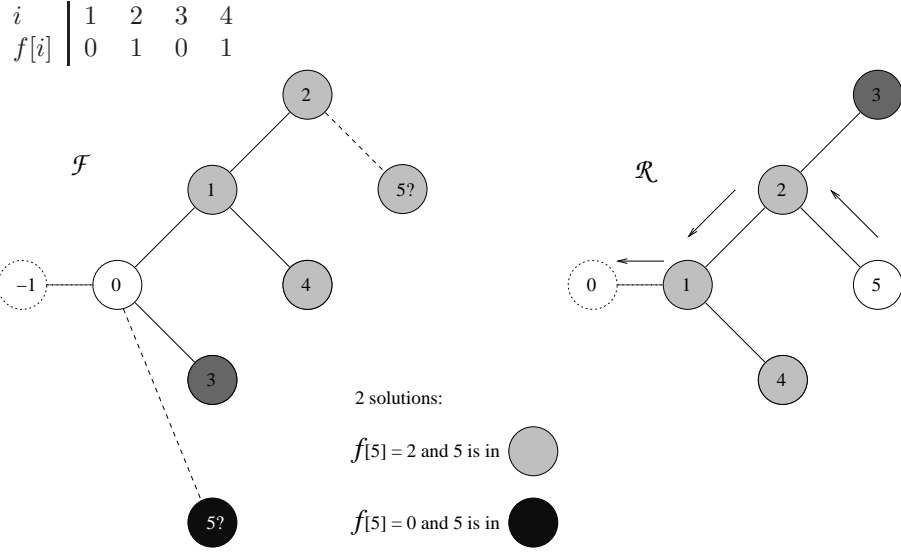 i 1 2 3 4
f[i] 0 1 0 1
2
3
ℱ
ℛ
1
5?
2
−1
0
4
0
1
5
3
4
2 solutions:
f[5] = 2 and 5 is in
5?
f[5] = 0 and 5 is in